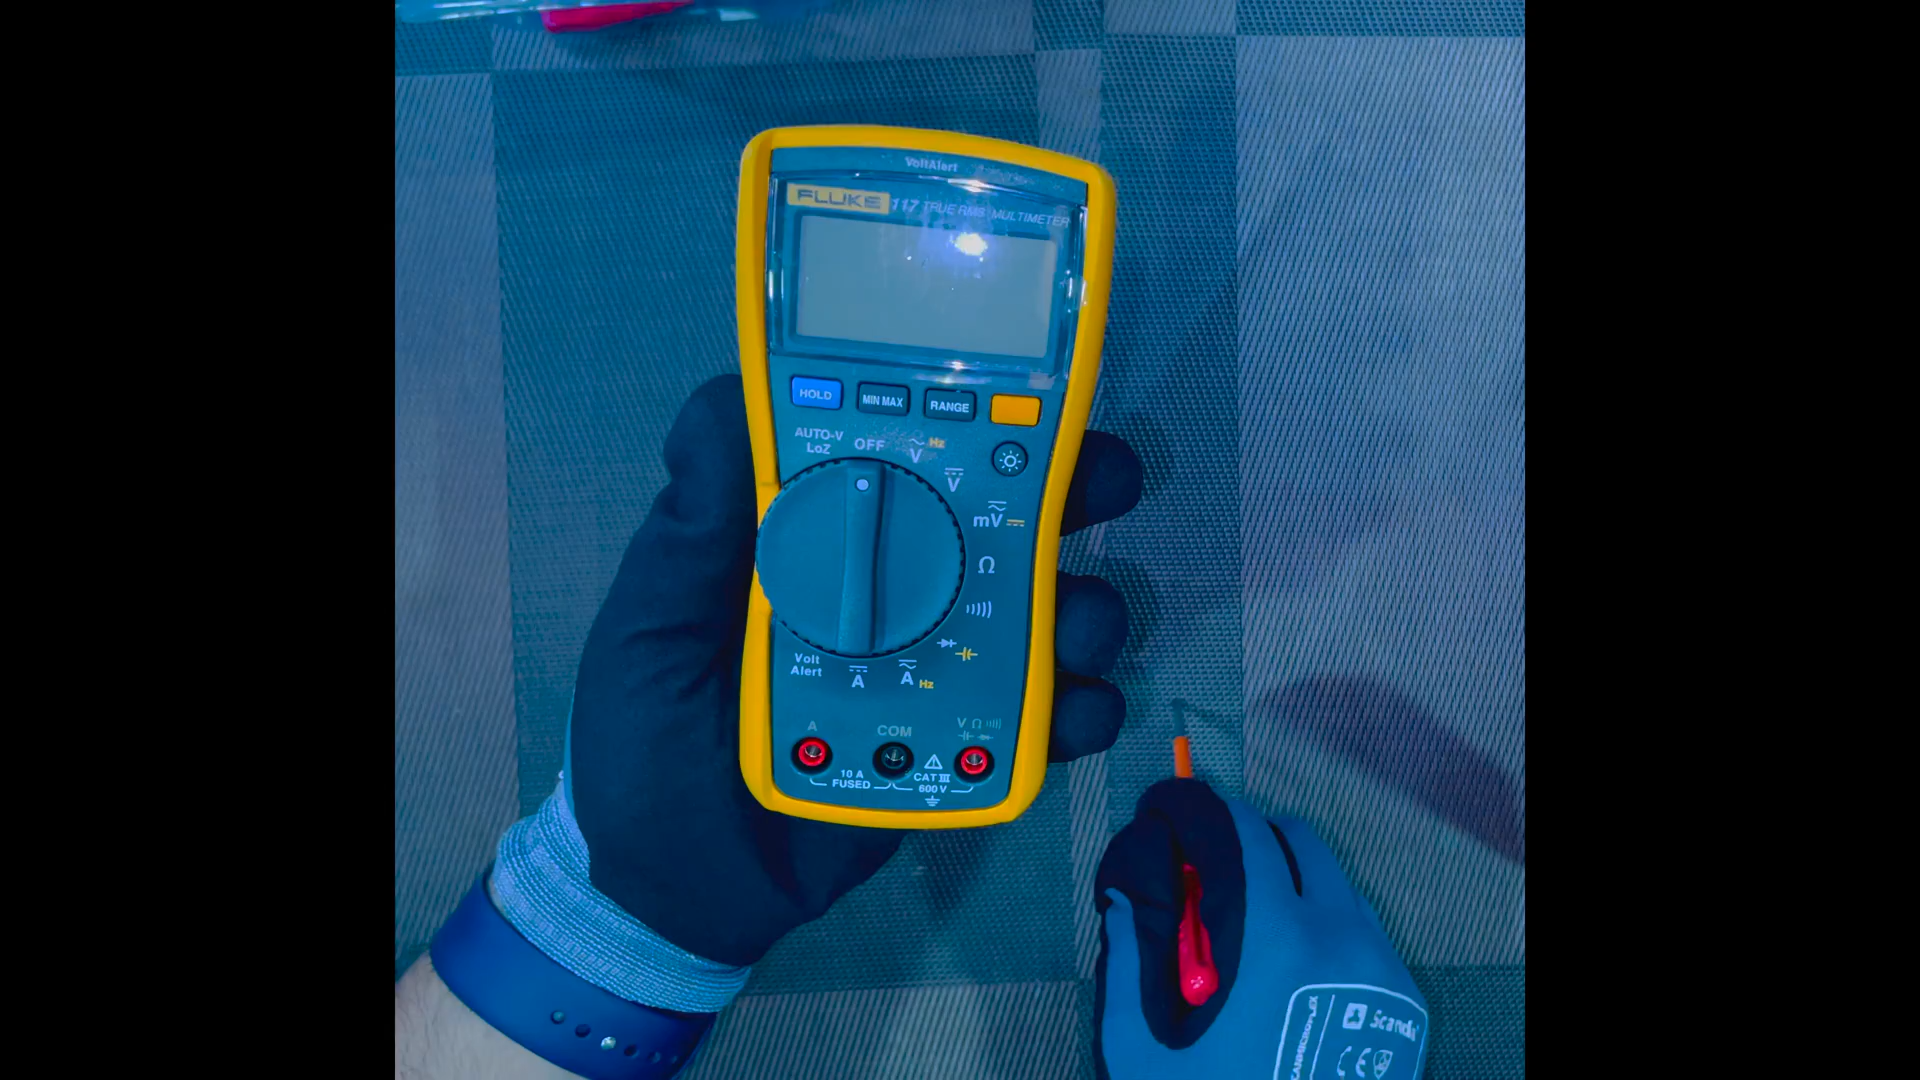 VoltAlert
FLUKE 117 TRUE RMS MULTIMETER
HOLD MIN MAX RANGE
AUTO-V
LoZ
OFF
Hz
V
V
mV
Ω
Volt
Alert
A
A Hz
A COM V Ω
10 A
FUSED
CAT III
600 V
CE